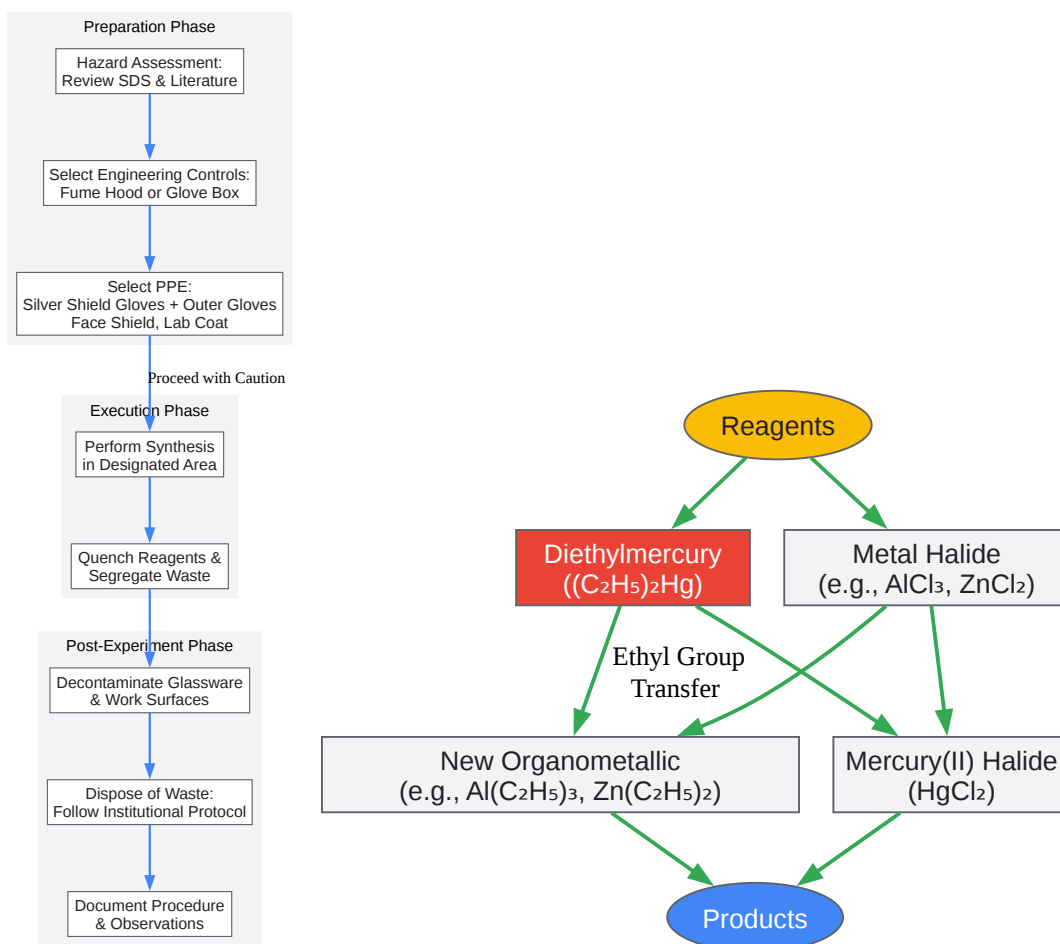 Preparation Phase
Hazard Assessment:
Review SDS & Literature
Select Engineering Controls:
Fume Hood or Glove Box
Select PPE:
Silver Shield Gloves + Outer Gloves
Face Shield, Lab Coat
Proceed with Caution
Execution Phase
Perform Synthesis
in Designated Area
Quench Reagents &
Segregate Waste
Post-Experiment Phase
Decontaminate Glassware
& Work Surfaces
Dispose of Waste:
Follow Institutional Protocol
Document Procedure
& Observations
Reagents
Diethylmercury
((C₂H₅)₂Hg)
Metal Halide
(e.g., AlCl₃, ZnCl₂)
Ethyl Group
Transfer
New Organometallic
(e.g., Al(C₂H₅)₃, Zn(C₂H₅)₂)
Mercury(II) Halide
(HgCl₂)
Products